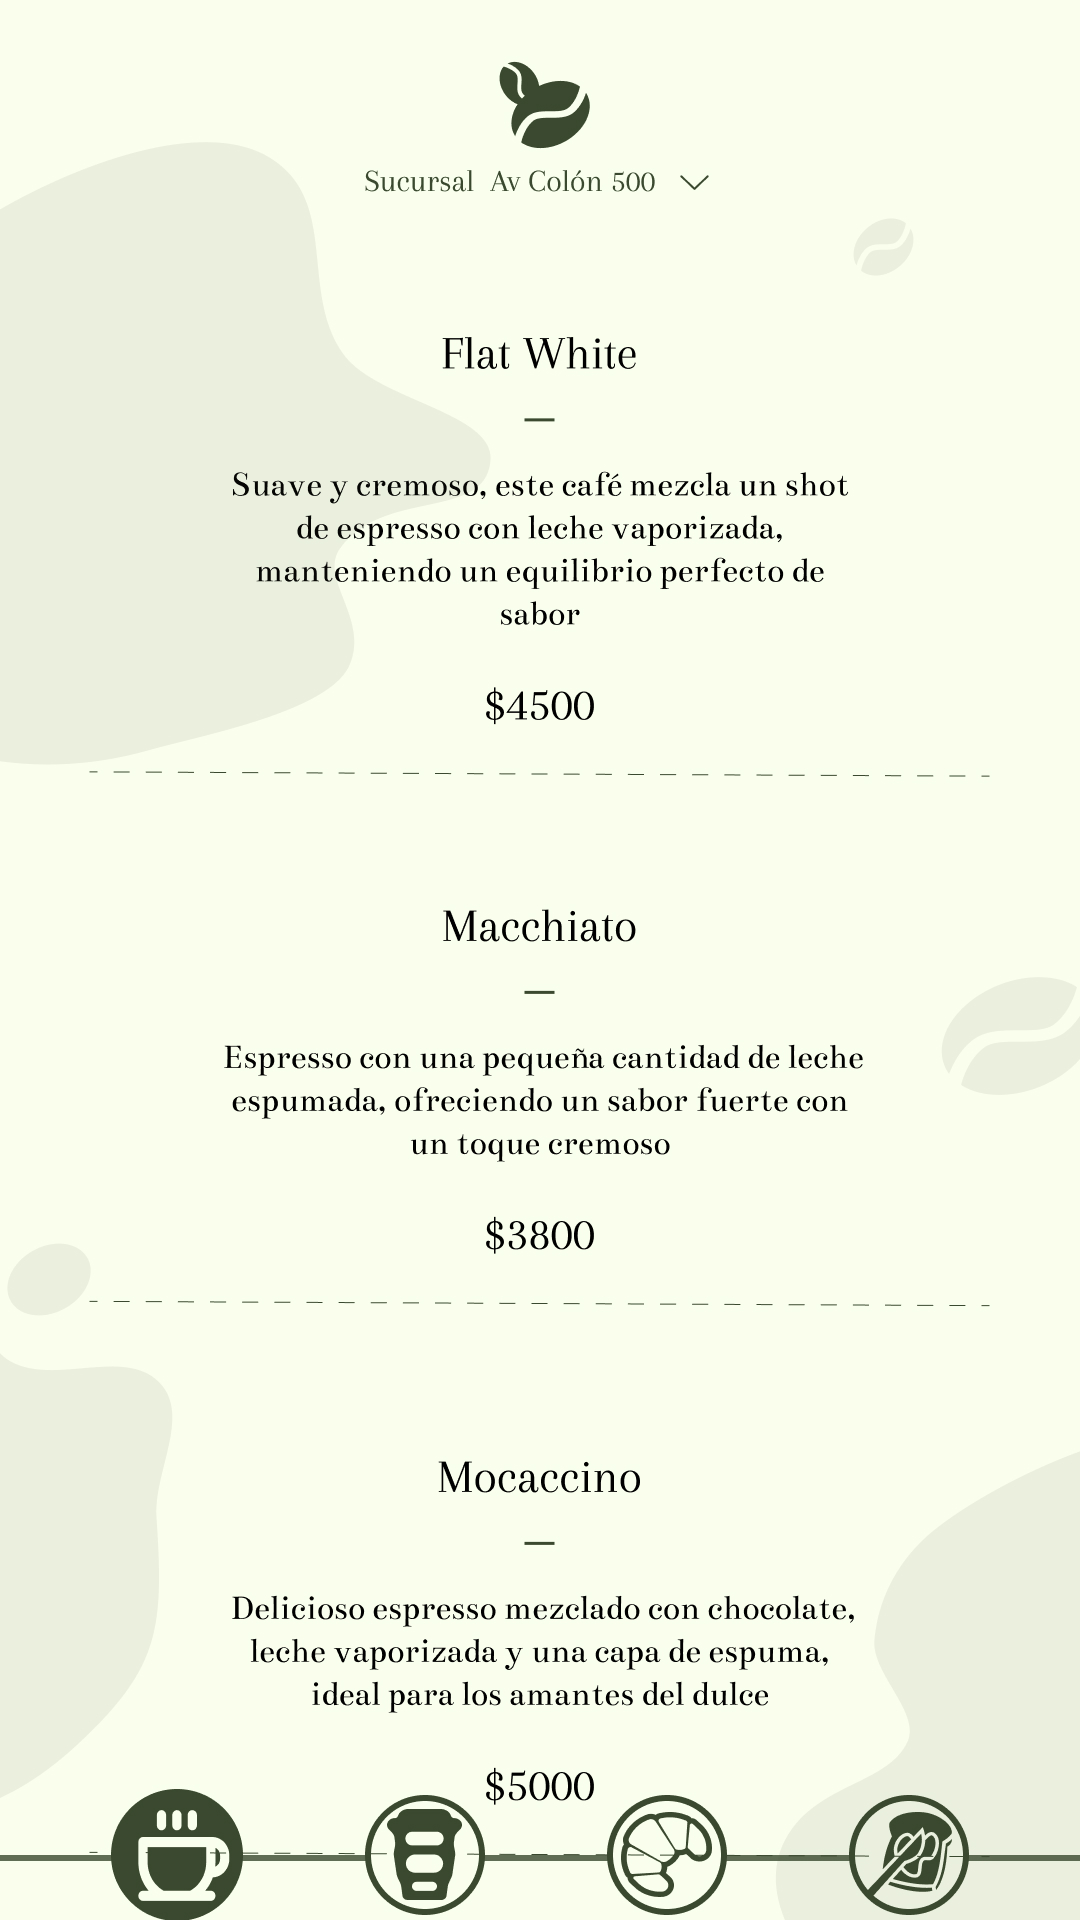 Sucursal Av Colón 500
Flat White
Suave y cremoso, este café mezcla un shot
de espresso con leche vaporizada,
manteniendo un equilibrio perfecto de
sabor
$4500
Macchiato
Espresso con una pequeña cantidad de leche
espumada, ofreciendo un sabor fuerte con
un toque cremoso
$3800
Mocaccino
Delicioso espresso mezclado con chocolate,
leche vaporizada y una capa de espuma,
ideal para los amantes del dulce
$5000